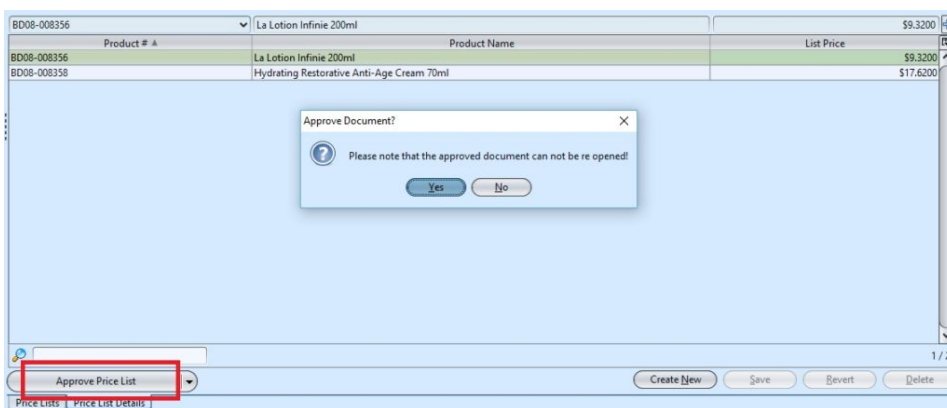 BD08-008356 La Lotion Infinie 200ml $9.3200
Product # Product Name List Price
BD08-008356 La Lotion Infinie 200ml $9.3200
BD08-008358 Hydrating Restorative Anti-Age Cream 70ml $17.6200
Approve Document?
Please note that the approved document can not be re opened!
Yes No
1 / 2
Approve Price List Create New Save Revert Delete
Price Lists Price List Details